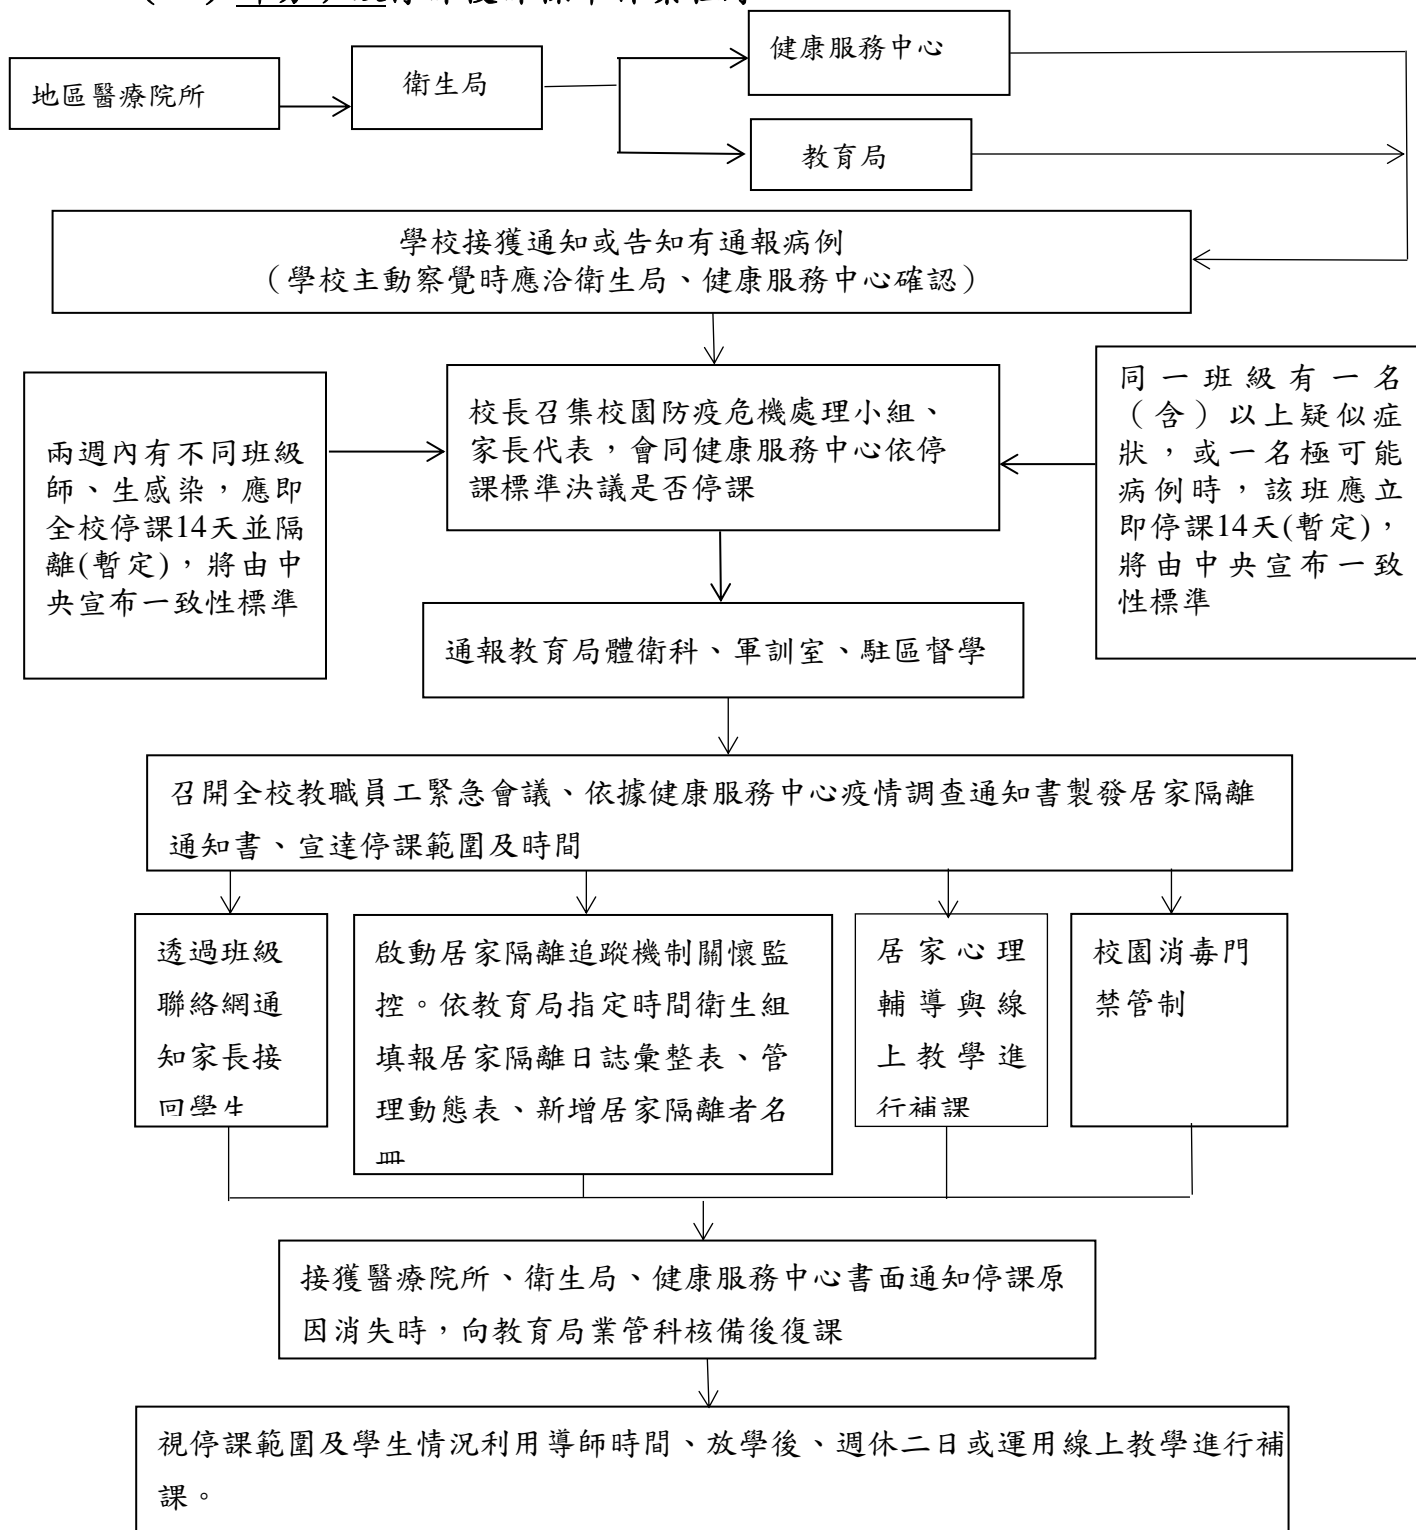 健康服務中心
地區醫療院所
衛生局
教育局
學校接獲通知或告知有通報病例
（學校主動察覺時應洽衛生局、健康服務中心確認）
兩週內有不同班級
師、生感染，應即
全校停課14天並隔
離(暫定)，將由中
央宣布一致性標準
校長召集校園防疫危機處理小組、
家長代表，會同健康服務中心依停
課標準決議是否停課
同一班級有一名
（含）以上疑似症
狀，或一名極可能
病例時，該班應立
即停課14天(暫定)，
將由中央宣布一致
性標準
通報教育局體衛科、軍訓室、駐區督學
召開全校教職員工緊急會議、依據健康服務中心疫情調查通知書製發居家隔離
通知書、宣達停課範圍及時間
透過班級
聯絡網通
知家長接
回學生
啟動居家隔離追蹤機制關懷監
控。依教育局指定時間衛生組
填報居家隔離日誌彙整表、管
理動態表、新增居家隔離者名
冊
居家心理
輔導與線
上教學進
行補課
校園消毒門
禁管制
接獲醫療院所、衛生局、健康服務中心書面通知停課原
因消失時，向教育局業管科核備後復課
視停課範圍及學生情況利用導師時間、放學後、週休二日或運用線上教學進行補
課。